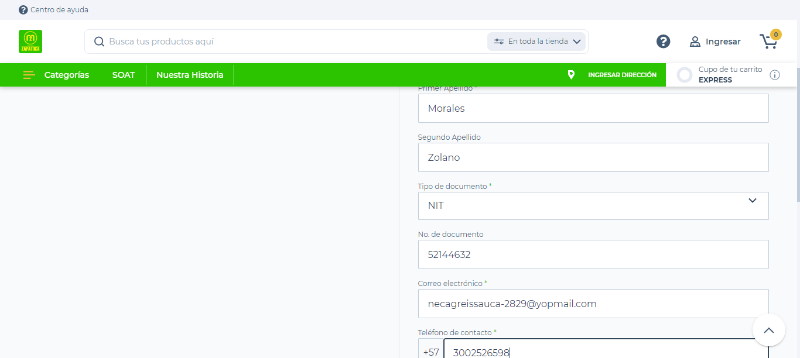 Centro de ayuda
Busca tus productos aquí
En toda la tienda
Ingresar
0
Categorías
SOAT
Nuestra Historia
INGRESAR DIRECCIÓN
Cupo de tu carrito
EXPRESS
Primer Apellido *
Morales
Segundo Apellido
Zolano
Tipo de documento *
NIT
No. de documento
52144632
Correo electrónico *
necagreissauca-2829@yopmail.com
Teléfono de contacto *
+57 3002526598